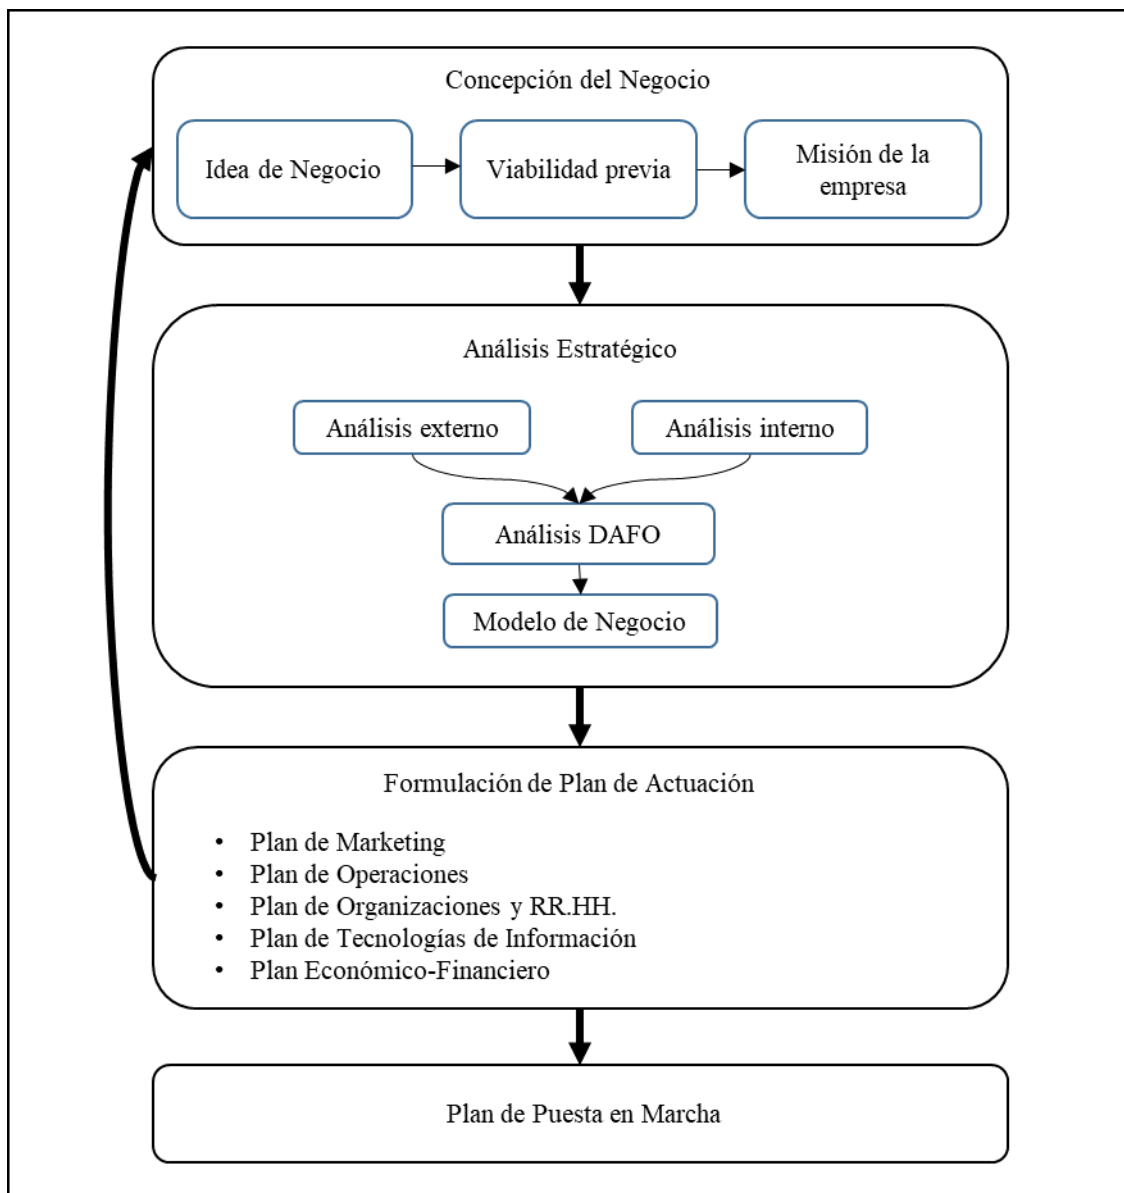 Concepción del Negocio
Idea de Negocio
Viabilidad previa
Misión de la
empresa
Análisis Estratégico
Análisis externo
Análisis interno
Análisis DAFO
Modelo de Negocio
Formulación de Plan de Actuación
• Plan de Marketing
• Plan de Operaciones
• Plan de Organizaciones y RR.HH.
• Plan de Tecnologías de Información
• Plan Económico-Financiero
Plan de Puesta en Marcha